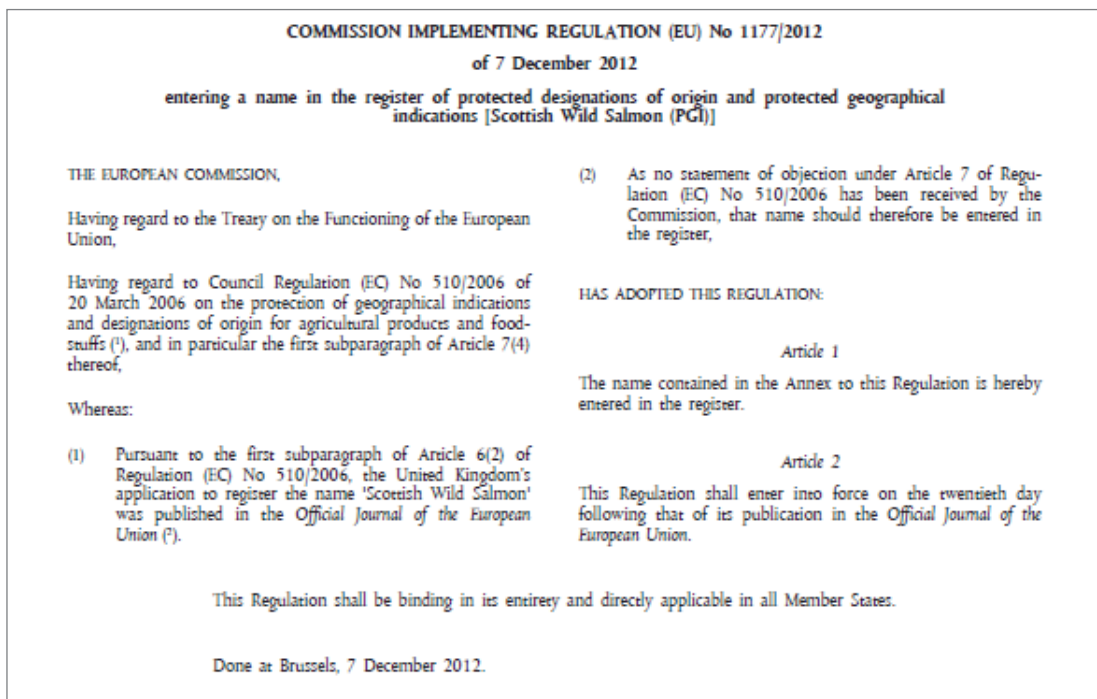 COMMISSION IMPLEMENTING REGULATION (EU) No 1177/2012
of 7 December 2012
entering a name in the register of protected designations of origin and protected geographical
indications [Scottish Wild Salmon (PGI)]
THE EUROPEAN COMMISSION,
Having regard to the Treaty on the Functioning of the European
Union,
Having regard to Council Regulation (EC) No 510/2006 of
20 March 2006 on the protection of geographical indications
and designations of origin for agricultural products and food-
stuffs (¹), and in particular the first subparagraph of Article 7(4)
thereof,
Whereas:
(1) Pursuant to the first subparagraph of Article 6(2) of
Regulation (EC) No 510/2006, the United Kingdom's
application to register the name 'Scottish Wild Salmon'
was published in the Official Journal of the European
Union (²).
(2) As no statement of objection under Article 7 of Regu-
lation (EC) No 510/2006 has been received by the
Commission, that name should therefore be entered in
the register,
HAS ADOPTED THIS REGULATION:
Article 1
The name contained in the Annex to this Regulation is hereby
entered in the register.
Article 2
This Regulation shall enter into force on the twentieth day
following that of its publication in the Official Journal of the
European Union.
This Regulation shall be binding in its entirety and directly applicable in all Member States.
Done at Brussels, 7 December 2012.